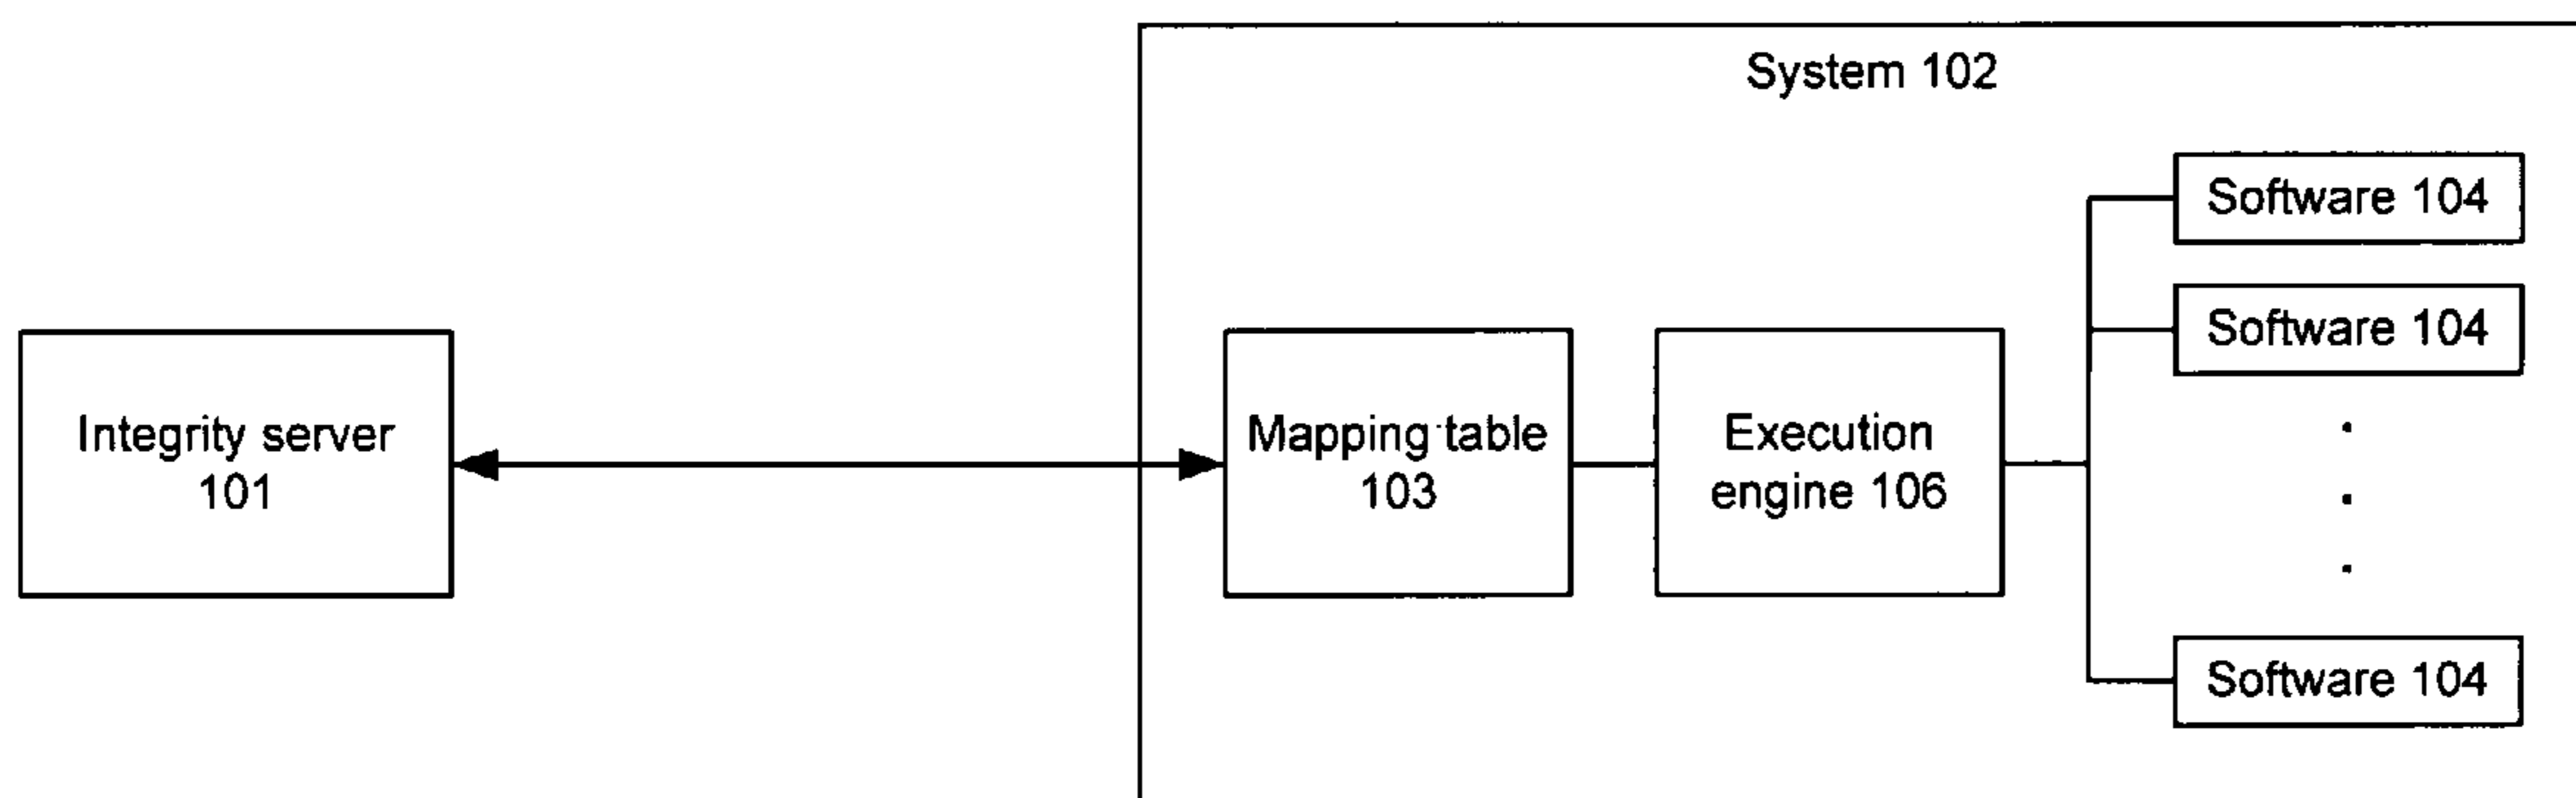 System 102
Software 104
Software 104
Integrity server
101
Mapping table
103
Execution
engine 106
Software 104